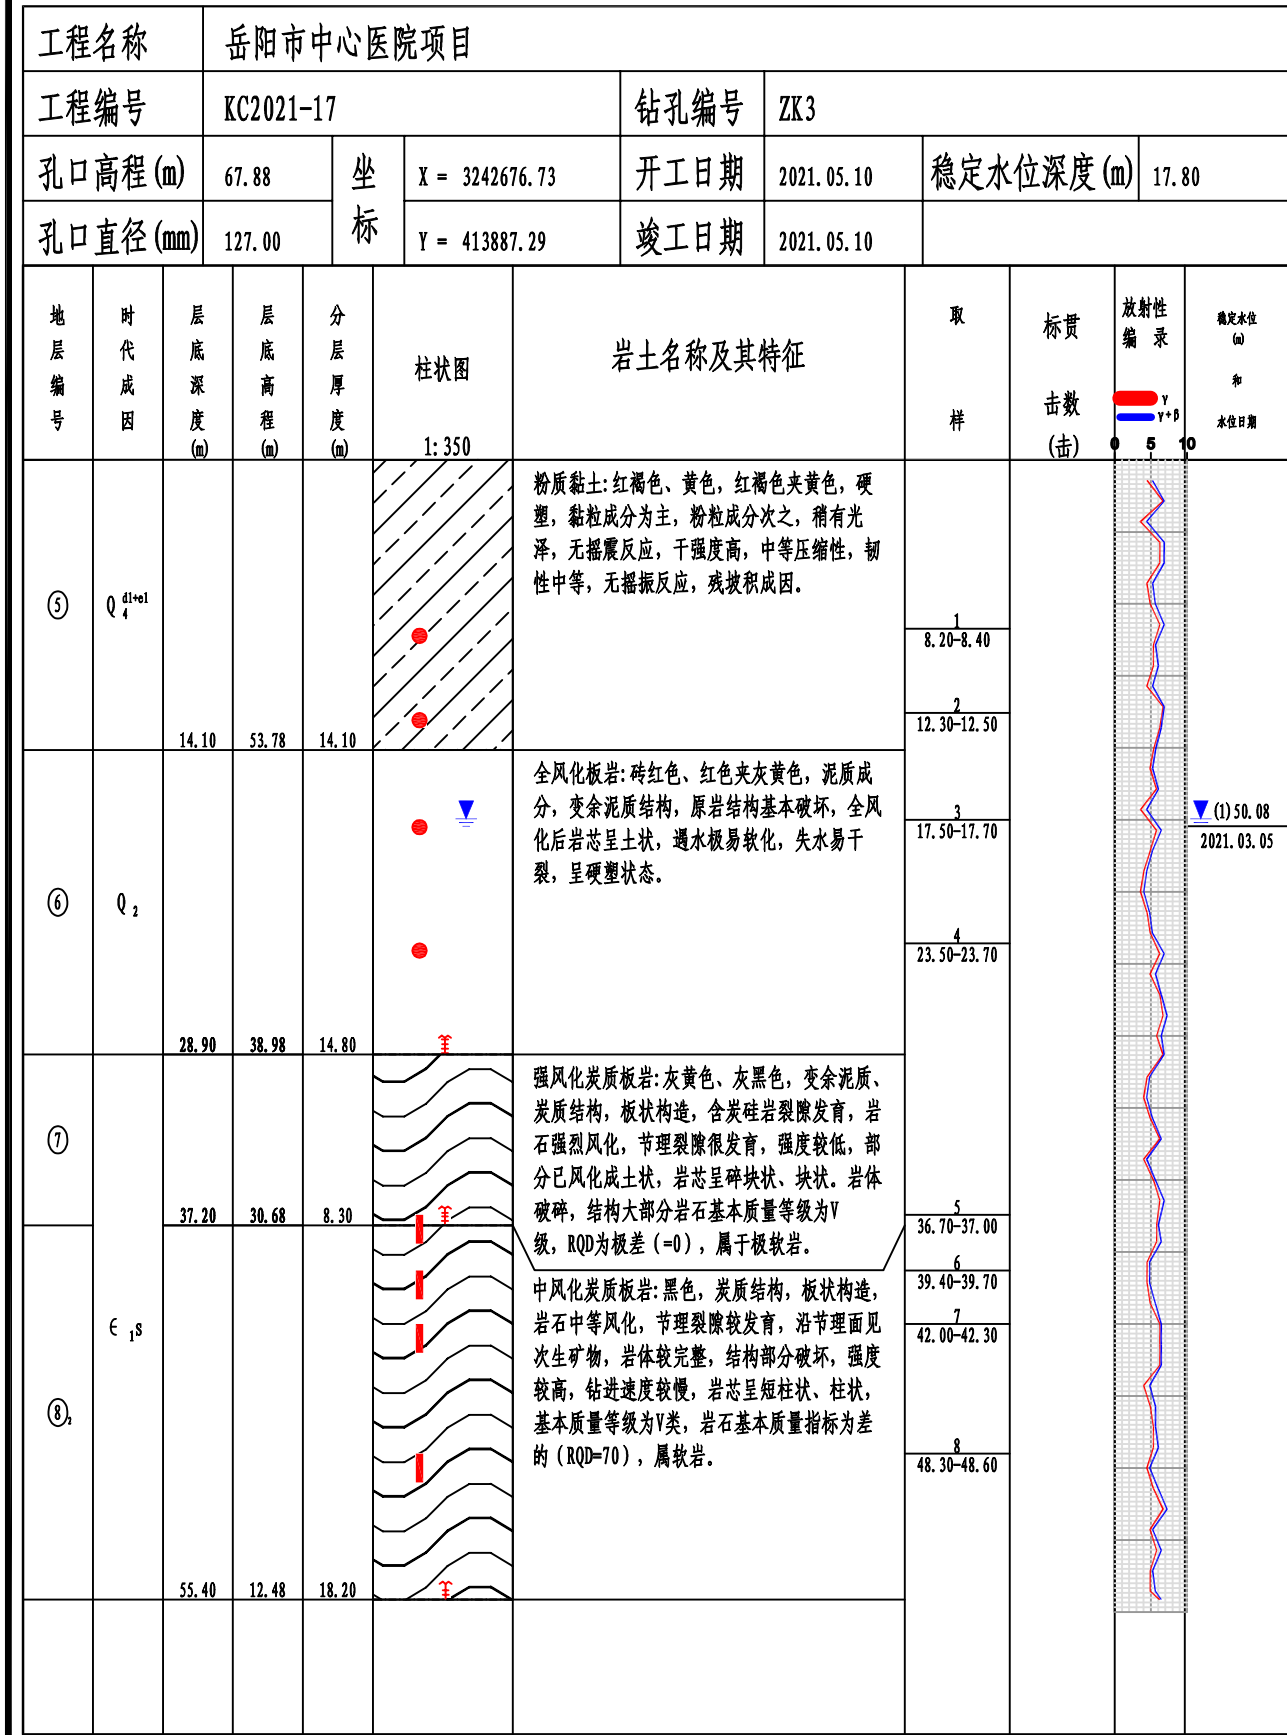 工程名称 岳阳市中心医院项目
工程编号 KC2021-17 钻孔编号 ZK3
孔口高程(m) 67.88 坐标 X = 3242676.73 开工日期 2021.05.10 稳定水位深度(m) 17.80
孔口直径(mm) 127.00 Y = 413887.29 竣工日期 2021.05.10
地层编号 时代成因 层底深度(m) 层底高程(m) 分层厚度(m) 柱状图 1:350 岩土名称及其特征 取样 标贯击数(击) 放射性编录 稳定水位(m)和水位日期
γ
γ+β
0 5 10
粉质黏土:红褐色、黄色，红褐色夹黄色，硬
塑，黏粒成分为主，粉粒成分次之，稍有光
泽，无摇震反应，干强度高，中等压缩性，韧
性中等，无摇振反应，残坡积成因。
⑤ Q 4 dl+el
1
8.20-8.40
2
12.30-12.50
14.10 53.78 14.10
全风化板岩:砖红色、红色夹灰黄色，泥质成
分，变余泥质结构，原岩结构基本破坏，全风
化后岩芯呈土状，遇水极易软化，失水易干
裂，呈硬塑状态。
3
17.50-17.70
(1)50.08
2021.03.05
⑥ Q 2
4
23.50-23.70
28.90 38.98 14.80
强风化炭质板岩:灰黄色、灰黑色，变余泥质、
炭质结构，板状构造，含炭硅岩裂隙发育，岩
石强烈风化，节理裂隙很发育，强度较低，部
分已风化成土状，岩芯呈碎块状、块状。岩体
破碎，结构大部分岩石基本质量等级为V
级，RQD为极差（=0），属于极软岩。
⑦
37.20 30.68 8.30
5
36.70-37.00
6
39.40-39.70
7
42.00-42.30
中风化炭质板岩:黑色，炭质结构，板状构造，
岩石中等风化，节理裂隙较发育，沿节理面见
次生矿物，岩体较完整，结构部分破坏，强度
较高，钻进速度较慢，岩芯呈短柱状、柱状，
基本质量等级为V类，岩石基本质量指标为差
的（RQD=70），属软岩。
∈ 1s
⑧2
8
48.30-48.60
55.40 12.48 18.20